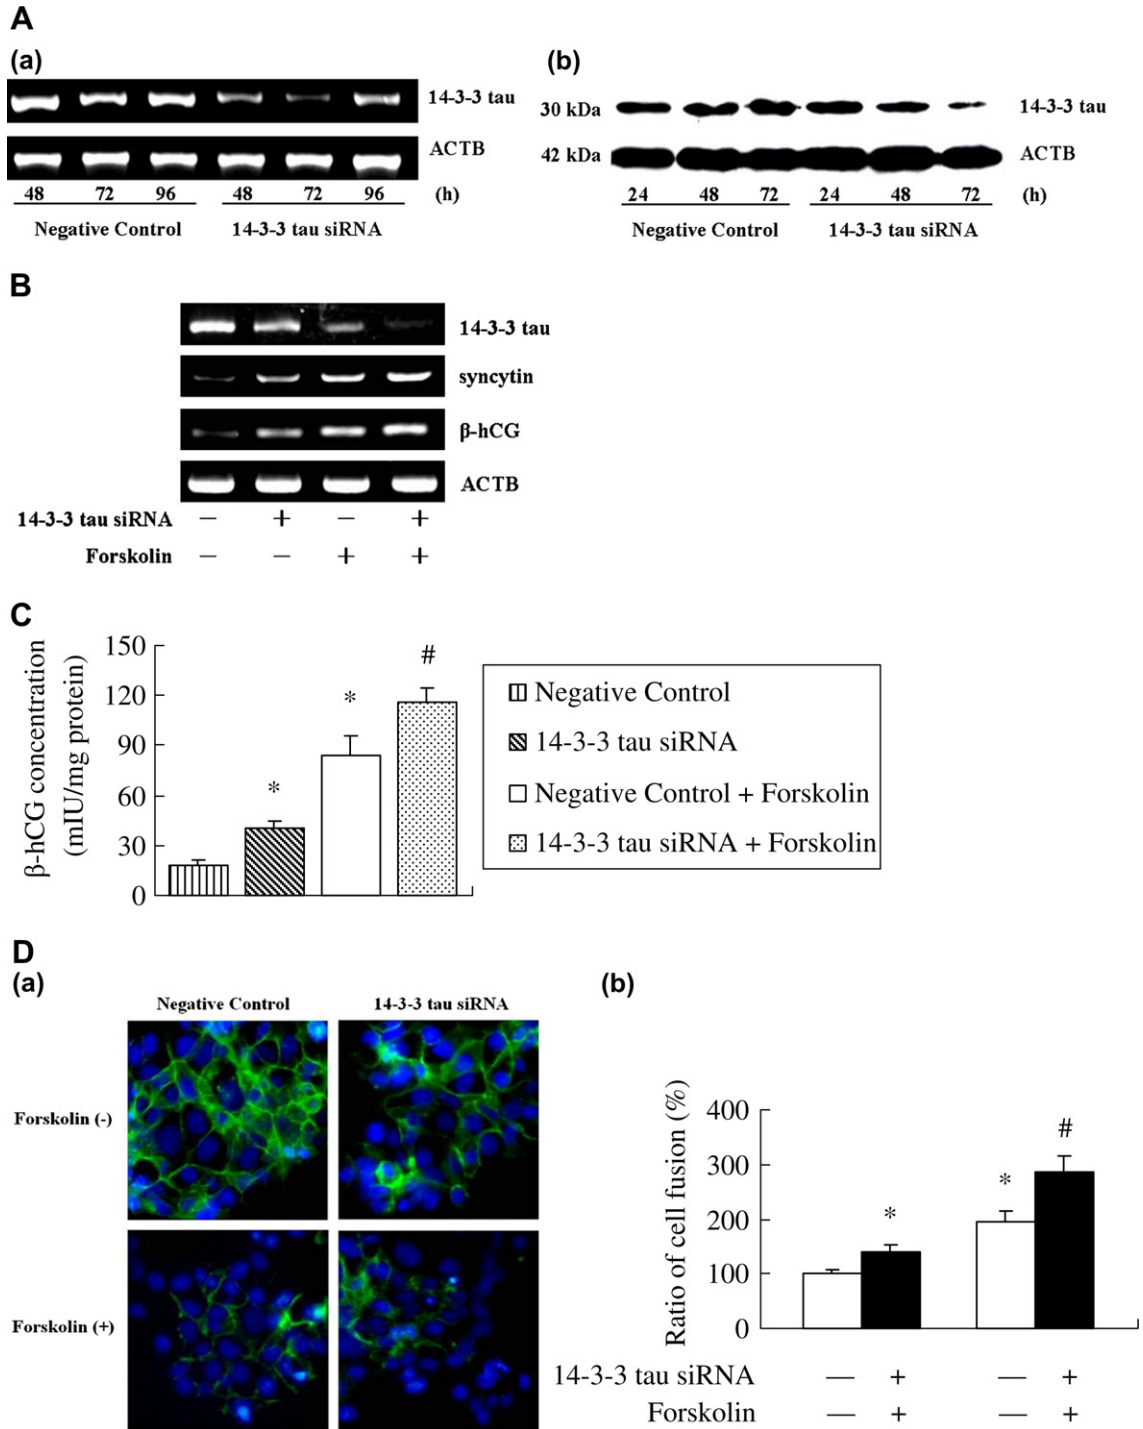 A
(a)
14-3-3 tau
ACTB
48 72 96 48 72 96 (h)
Negative Control 14-3-3 tau siRNA
(b)
30 kDa 14-3-3 tau
42 kDa ACTB
24 48 72 24 48 72 (h)
Negative Control 14-3-3 tau siRNA
B
14-3-3 tau
syncytin
β-hCG
ACTB
14-3-3 tau siRNA — + — +
Forskolin — — + +
C
β-hCG concentration
(mIU/mg protein)
150
120
90
60
30
0
* * #
Negative Control
14-3-3 tau siRNA
Negative Control + Forskolin
14-3-3 tau siRNA + Forskolin
D
(a)
Negative Control 14-3-3 tau siRNA
Forskolin (-)
Forskolin (+)
(b)
Ratio of cell fusion (%)
400
300
200
100
0
* * #
14-3-3 tau siRNA — + — +
Forskolin — + — +